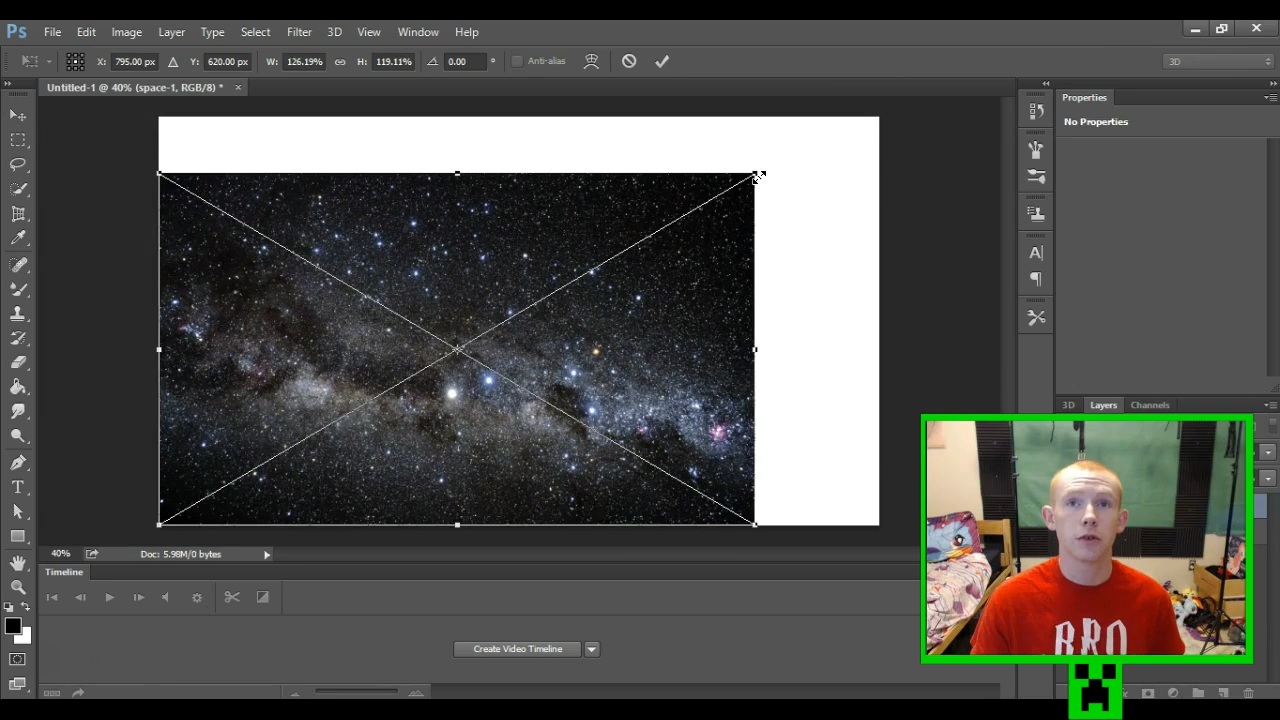 Ps File Edit Image Layer Type Select Filter 3D View Window Help
X: 795.00 px Y: 620.00 px W: 126.19% H: 119.11% 0.00 ° Anti-alias 3D
Untitled-1 @ 40% (space-1, RGB/8) * ×
Properties
No Properties
3D Layers Channels
40% Doc: 5.98M/0 bytes
Timeline
Create Video Timeline
BRO